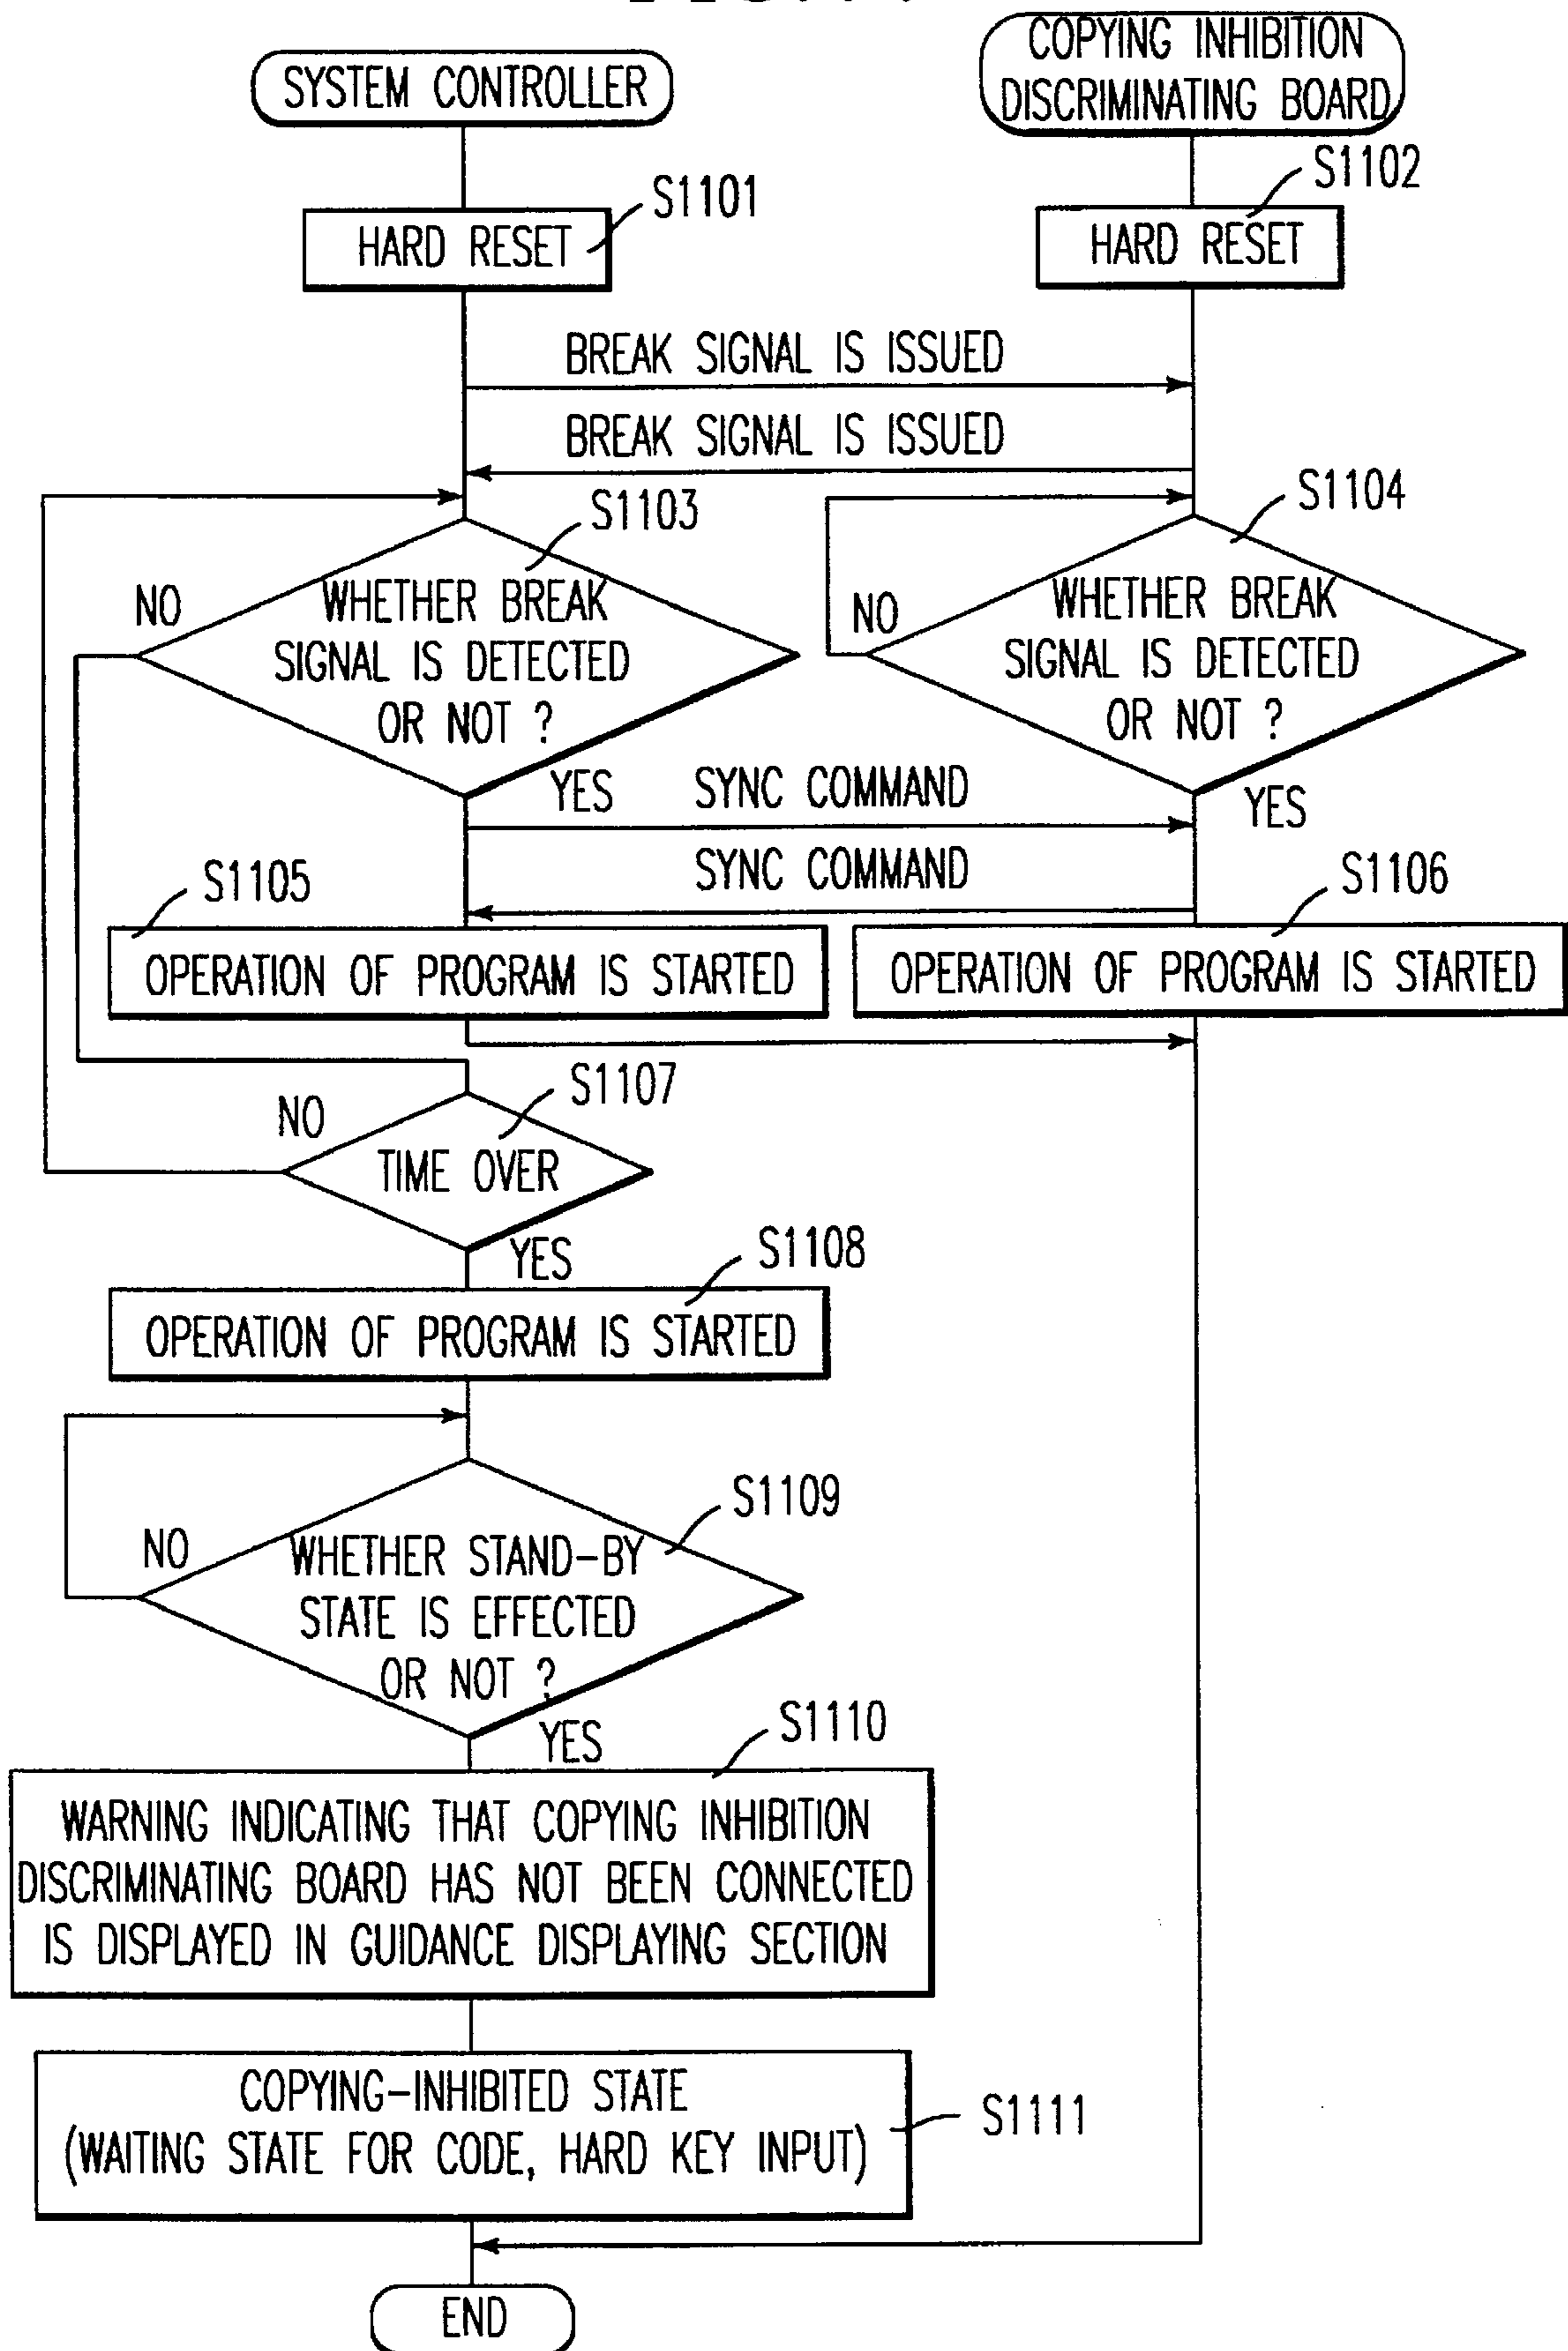 SYSTEM CONTROLLER
COPYING INHIBITION
DISCRIMINATING BOARD
S1101
S1102
HARD RESET
HARD RESET
BREAK SIGNAL IS ISSUED
BREAK SIGNAL IS ISSUED
S1103
S1104
NO
WHETHER BREAK
SIGNAL IS DETECTED
OR NOT ?
NO
WHETHER BREAK
SIGNAL IS DETECTED
OR NOT ?
YES
SYNC COMMAND
YES
SYNC COMMAND
S1105
S1106
OPERATION OF PROGRAM IS STARTED
OPERATION OF PROGRAM IS STARTED
S1107
NO
TIME OVER
YES
S1108
OPERATION OF PROGRAM IS STARTED
S1109
NO
WHETHER STAND-BY
STATE IS EFFECTED
OR NOT ?
YES
S1110
WARNING INDICATING THAT COPYING INHIBITION
DISCRIMINATING BOARD HAS NOT BEEN CONNECTED
IS DISPLAYED IN GUIDANCE DISPLAYING SECTION
COPYING-INHIBITED STATE
(WAITING STATE FOR CODE, HARD KEY INPUT)
S1111
END